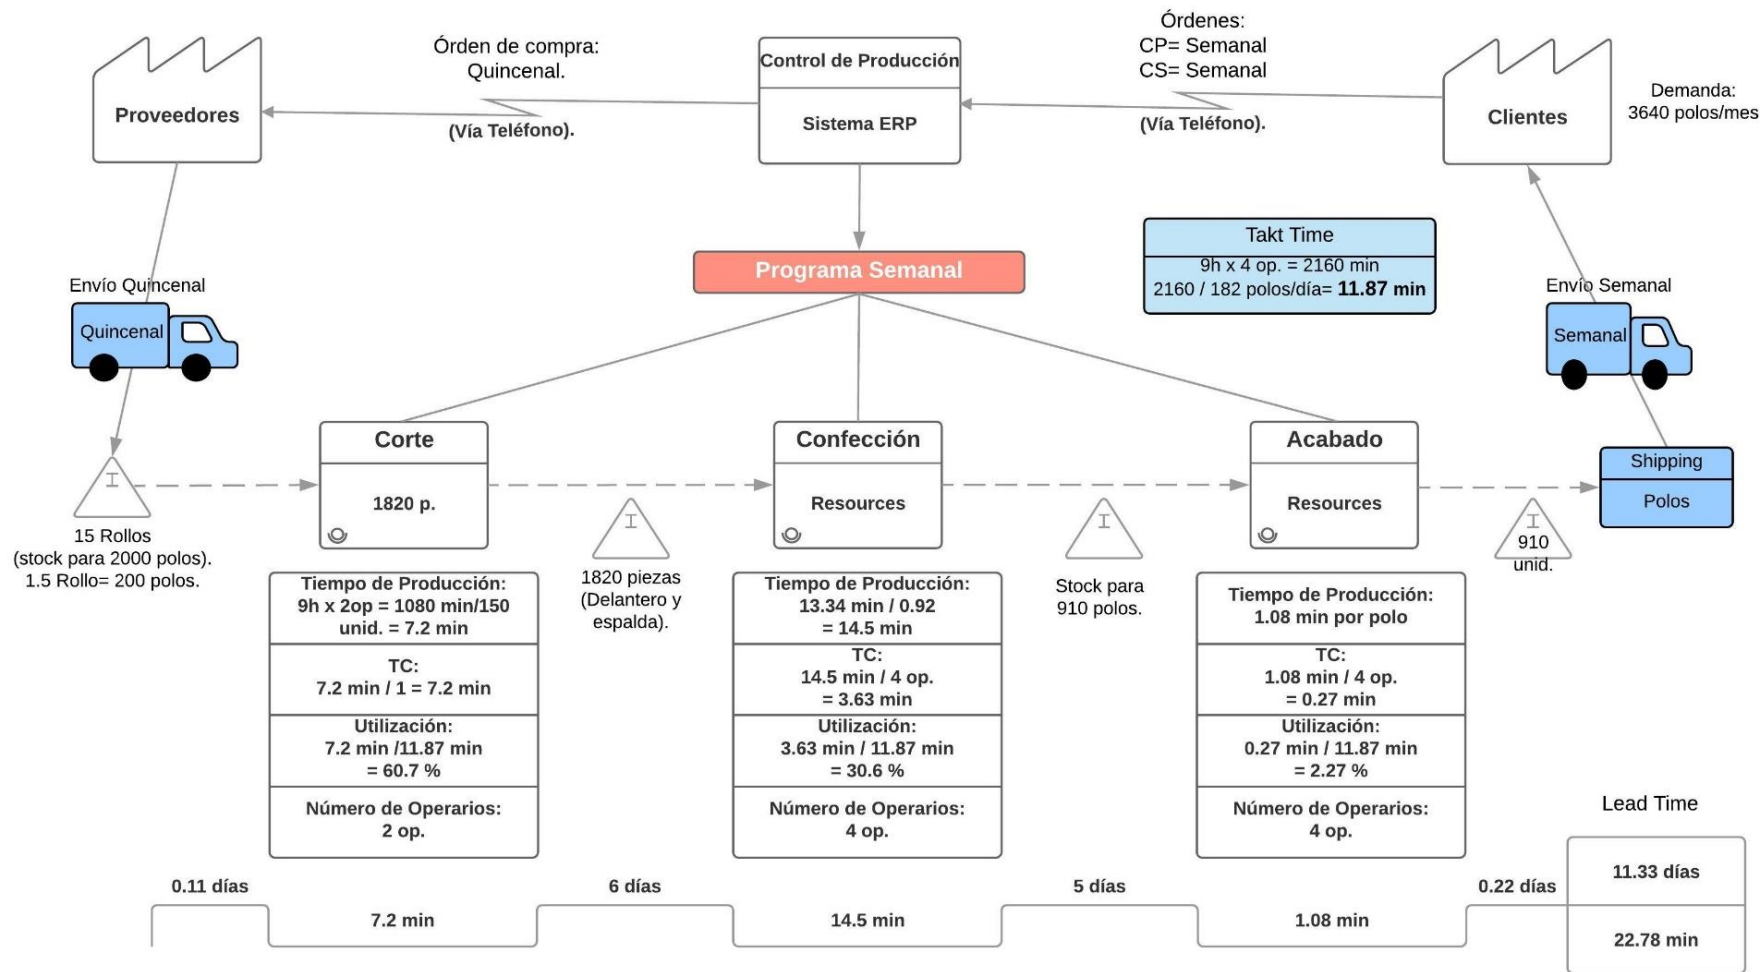 Proveedores
Órden de compra:
Quincenal.
(Vía Teléfono).
Control de Producción
Sistema ERP
Órdenes:
CP= Semanal
CS= Semanal
(Vía Teléfono).
Clientes
Demanda:
3640 polos/mes
Programa Semanal
Takt Time
9h x 4 op. = 2160 min
2160 / 182 polos/día= 11.87 min
Envío Quincenal
Quincenal
Envío Semanal
Semanal
I
15 Rollos
(stock para 2000 polos).
1.5 Rollo= 200 polos.
Corte
1820 p.
I
1820 piezas
(Delantero y
espalda).
Confección
Resources
I
Stock para
910 polos.
Acabado
Resources
I
910
unid.
Shipping
Polos
Tiempo de Producción:
9h x 2op = 1080 min/150
unid. = 7.2 min
TC:
7.2 min / 1 = 7.2 min
Utilización:
7.2 min /11.87 min
= 60.7 %
Número de Operarios:
2 op.
Tiempo de Producción:
13.34 min / 0.92
= 14.5 min
TC:
14.5 min / 4 op.
= 3.63 min
Utilización:
3.63 min / 11.87 min
= 30.6 %
Número de Operarios:
4 op.
Tiempo de Producción:
1.08 min por polo
TC:
1.08 min / 4 op.
= 0.27 min
Utilización:
0.27 min / 11.87 min
= 2.27 %
Número de Operarios:
4 op.
Lead Time
0.11 días
7.2 min
6 días
14.5 min
5 días
1.08 min
0.22 días
11.33 días
22.78 min